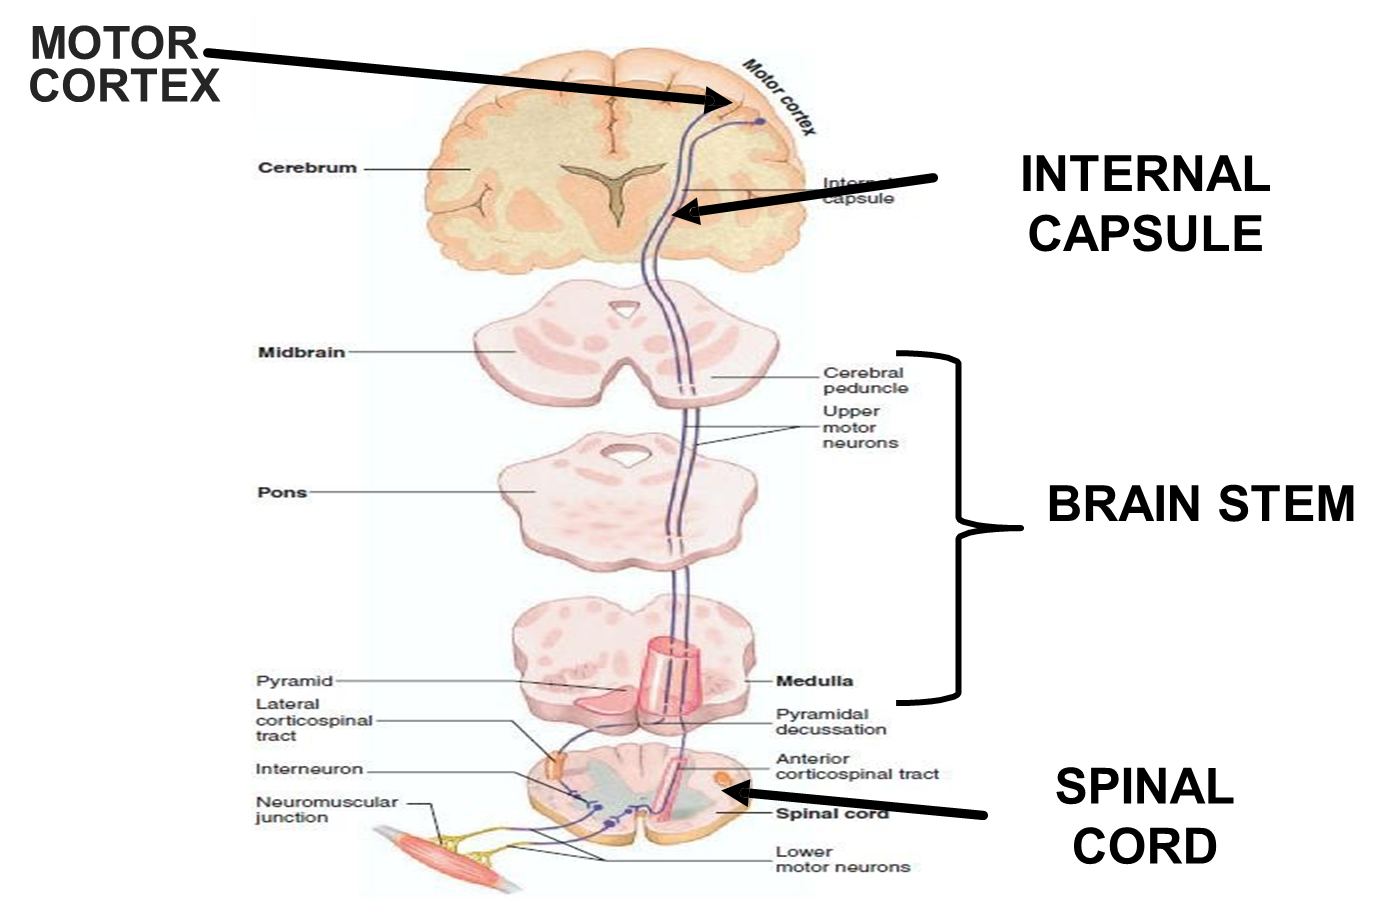 MOTOR
CORTEX
Motor cortex
Cerebrum
Internal
capsule
INTERNAL
CAPSULE
Midbrain
Cerebral
peduncle
Upper
motor
neurons
Pons
BRAIN STEM
Pyramid
Medulla
Lateral
corticospinal
tract
Pyramidal
decussation
Interneuron
Anterior
corticospinal tract
Neuromuscular
junction
Spinal cord
SPINAL
CORD
Lower
motor neurons